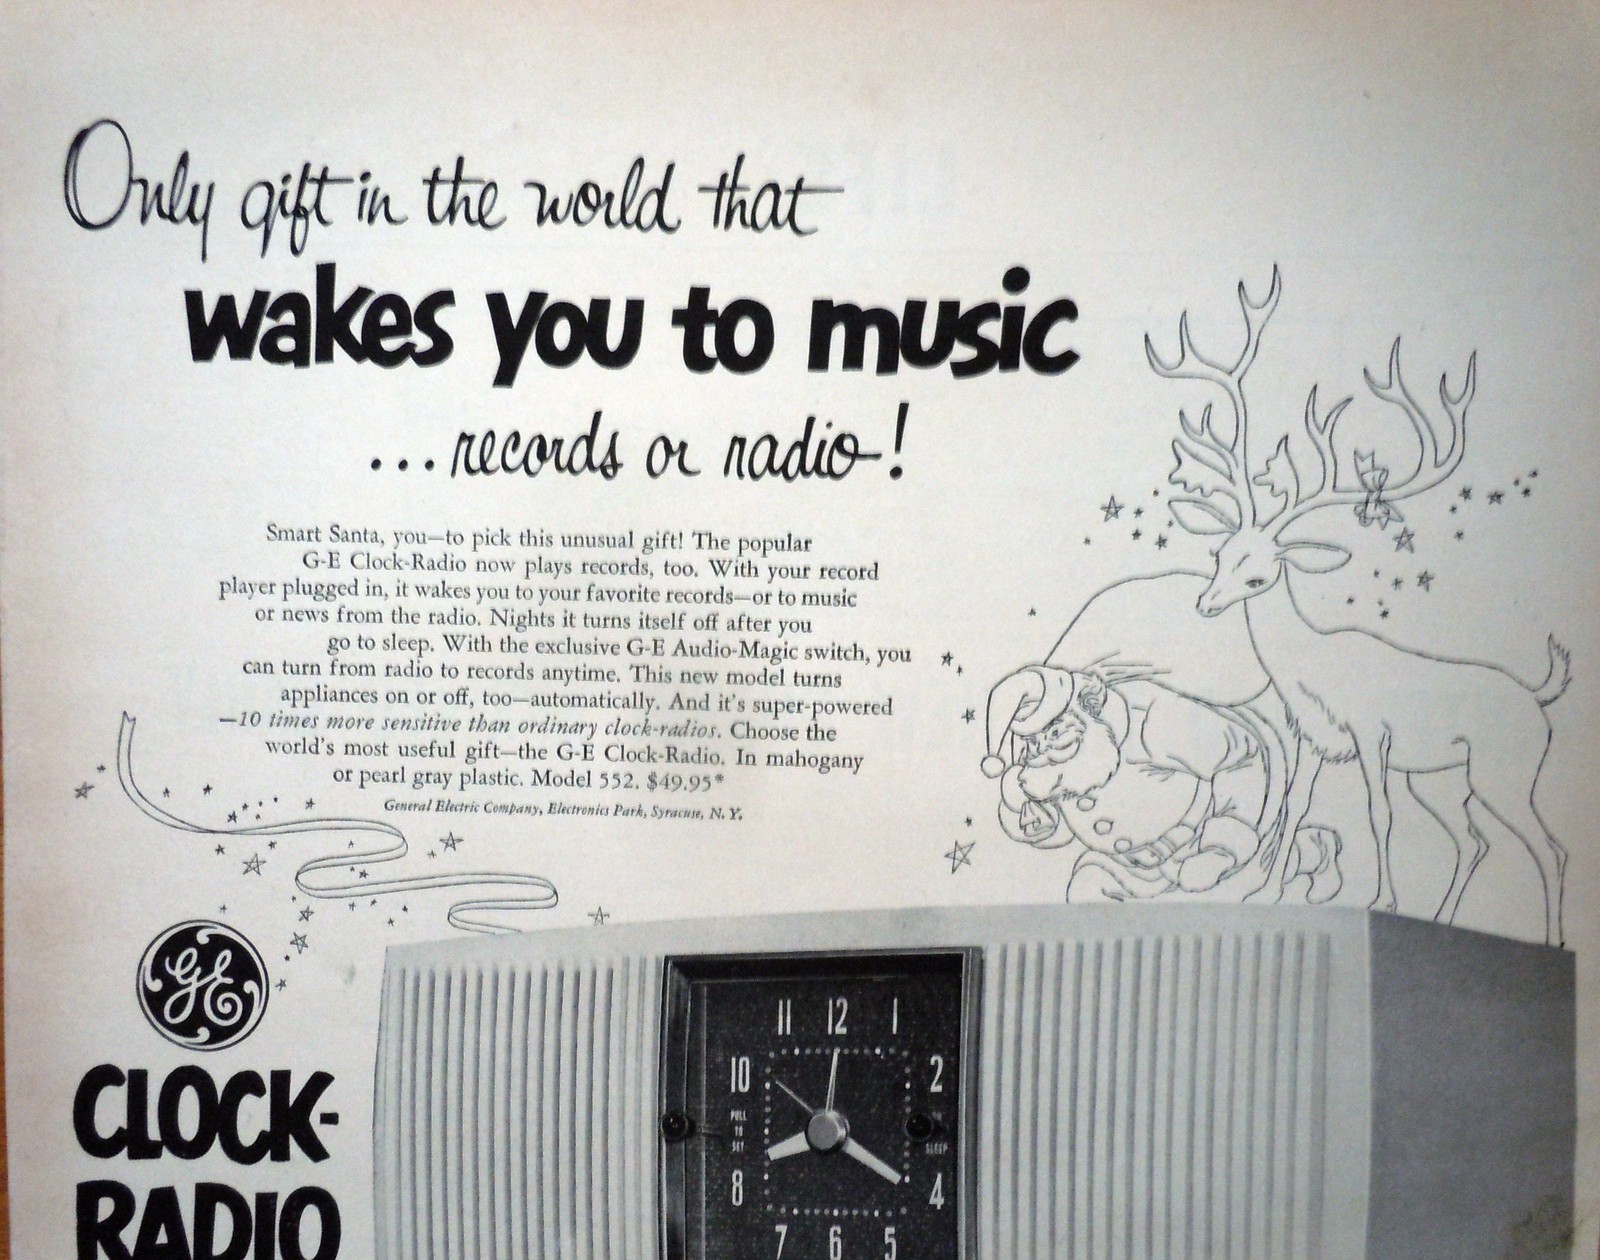 Only gift in the world that
wakes you to music
...records or radio!
Smart Santa, you—to pick this unusual gift! The popular
G-E Clock-Radio now plays records, too. With your record
player plugged in, it wakes you to your favorite records—or to music
or news from the radio. Nights it turns itself off after you
go to sleep. With the exclusive G-E Audio-Magic switch, you
can turn from radio to records anytime. This new model turns
appliances on or off, too—automatically. And it's super-powered
—10 times more sensitive than ordinary clock-radios. Choose the
world's most useful gift—the G-E Clock-Radio. In mahogany
or pearl gray plastic. Model 552. $49.95*
General Electric Company, Electronics Park, Syracuse, N. Y.
GE
CLOCK-
RADIO
11 12 1
10 2
PULL
TO
SET
SLEEP
8 4
7 6 5